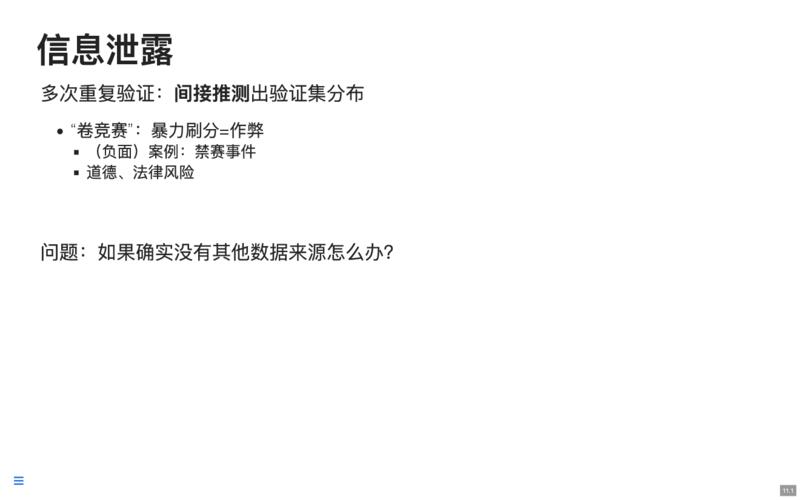 信息泄露
多次重复验证：间接推测出验证集分布
• “卷竞赛”：暴力刷分=作弊
▪ （负面）案例：禁赛事件
▪ 道德、法律风险
问题：如果确实没有其他数据来源怎么办？
11.1